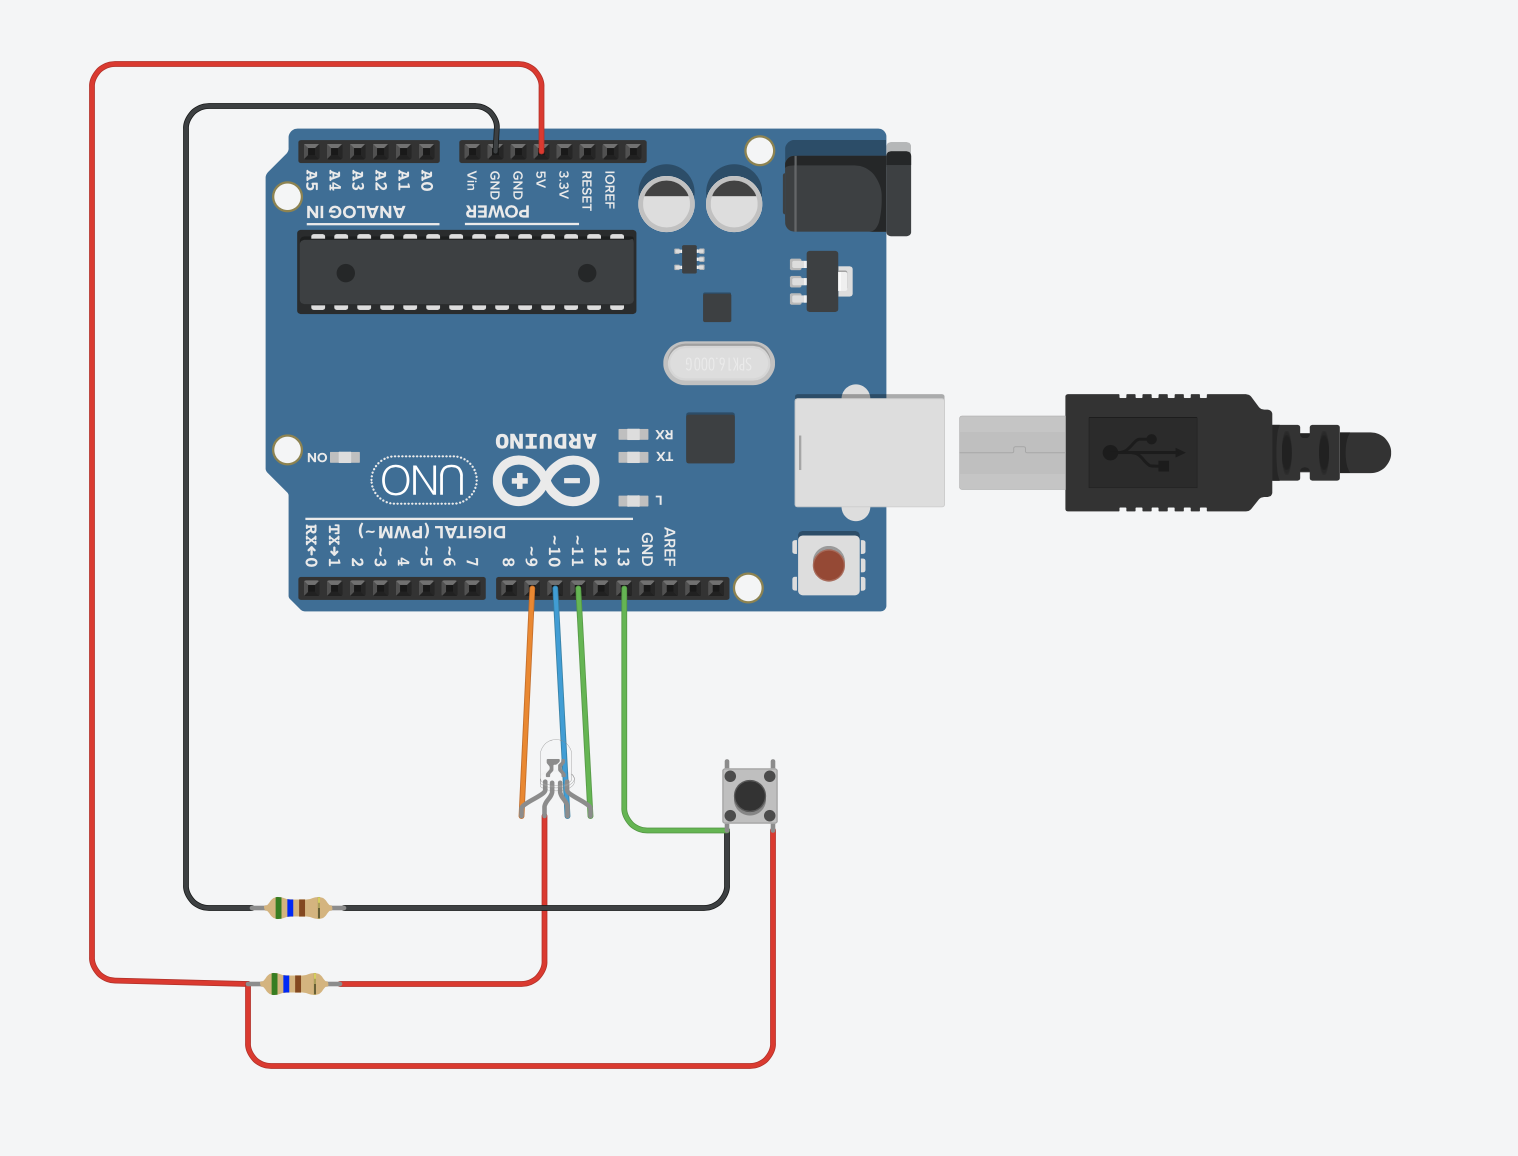 A5 A4 A3 A2 A1 A0
Vin GND GND 5V 3.3V RESET IOREF
ANALOG IN
POWER
SPK16.000G
ARDUINO
RX
ON
TX
UNO
L
DIGITAL (PWM~)
RX←0 TX→1 2 ~3 4 ~5 ~6 7 8 ~9 ~10 ~11 12 13 GND AREF